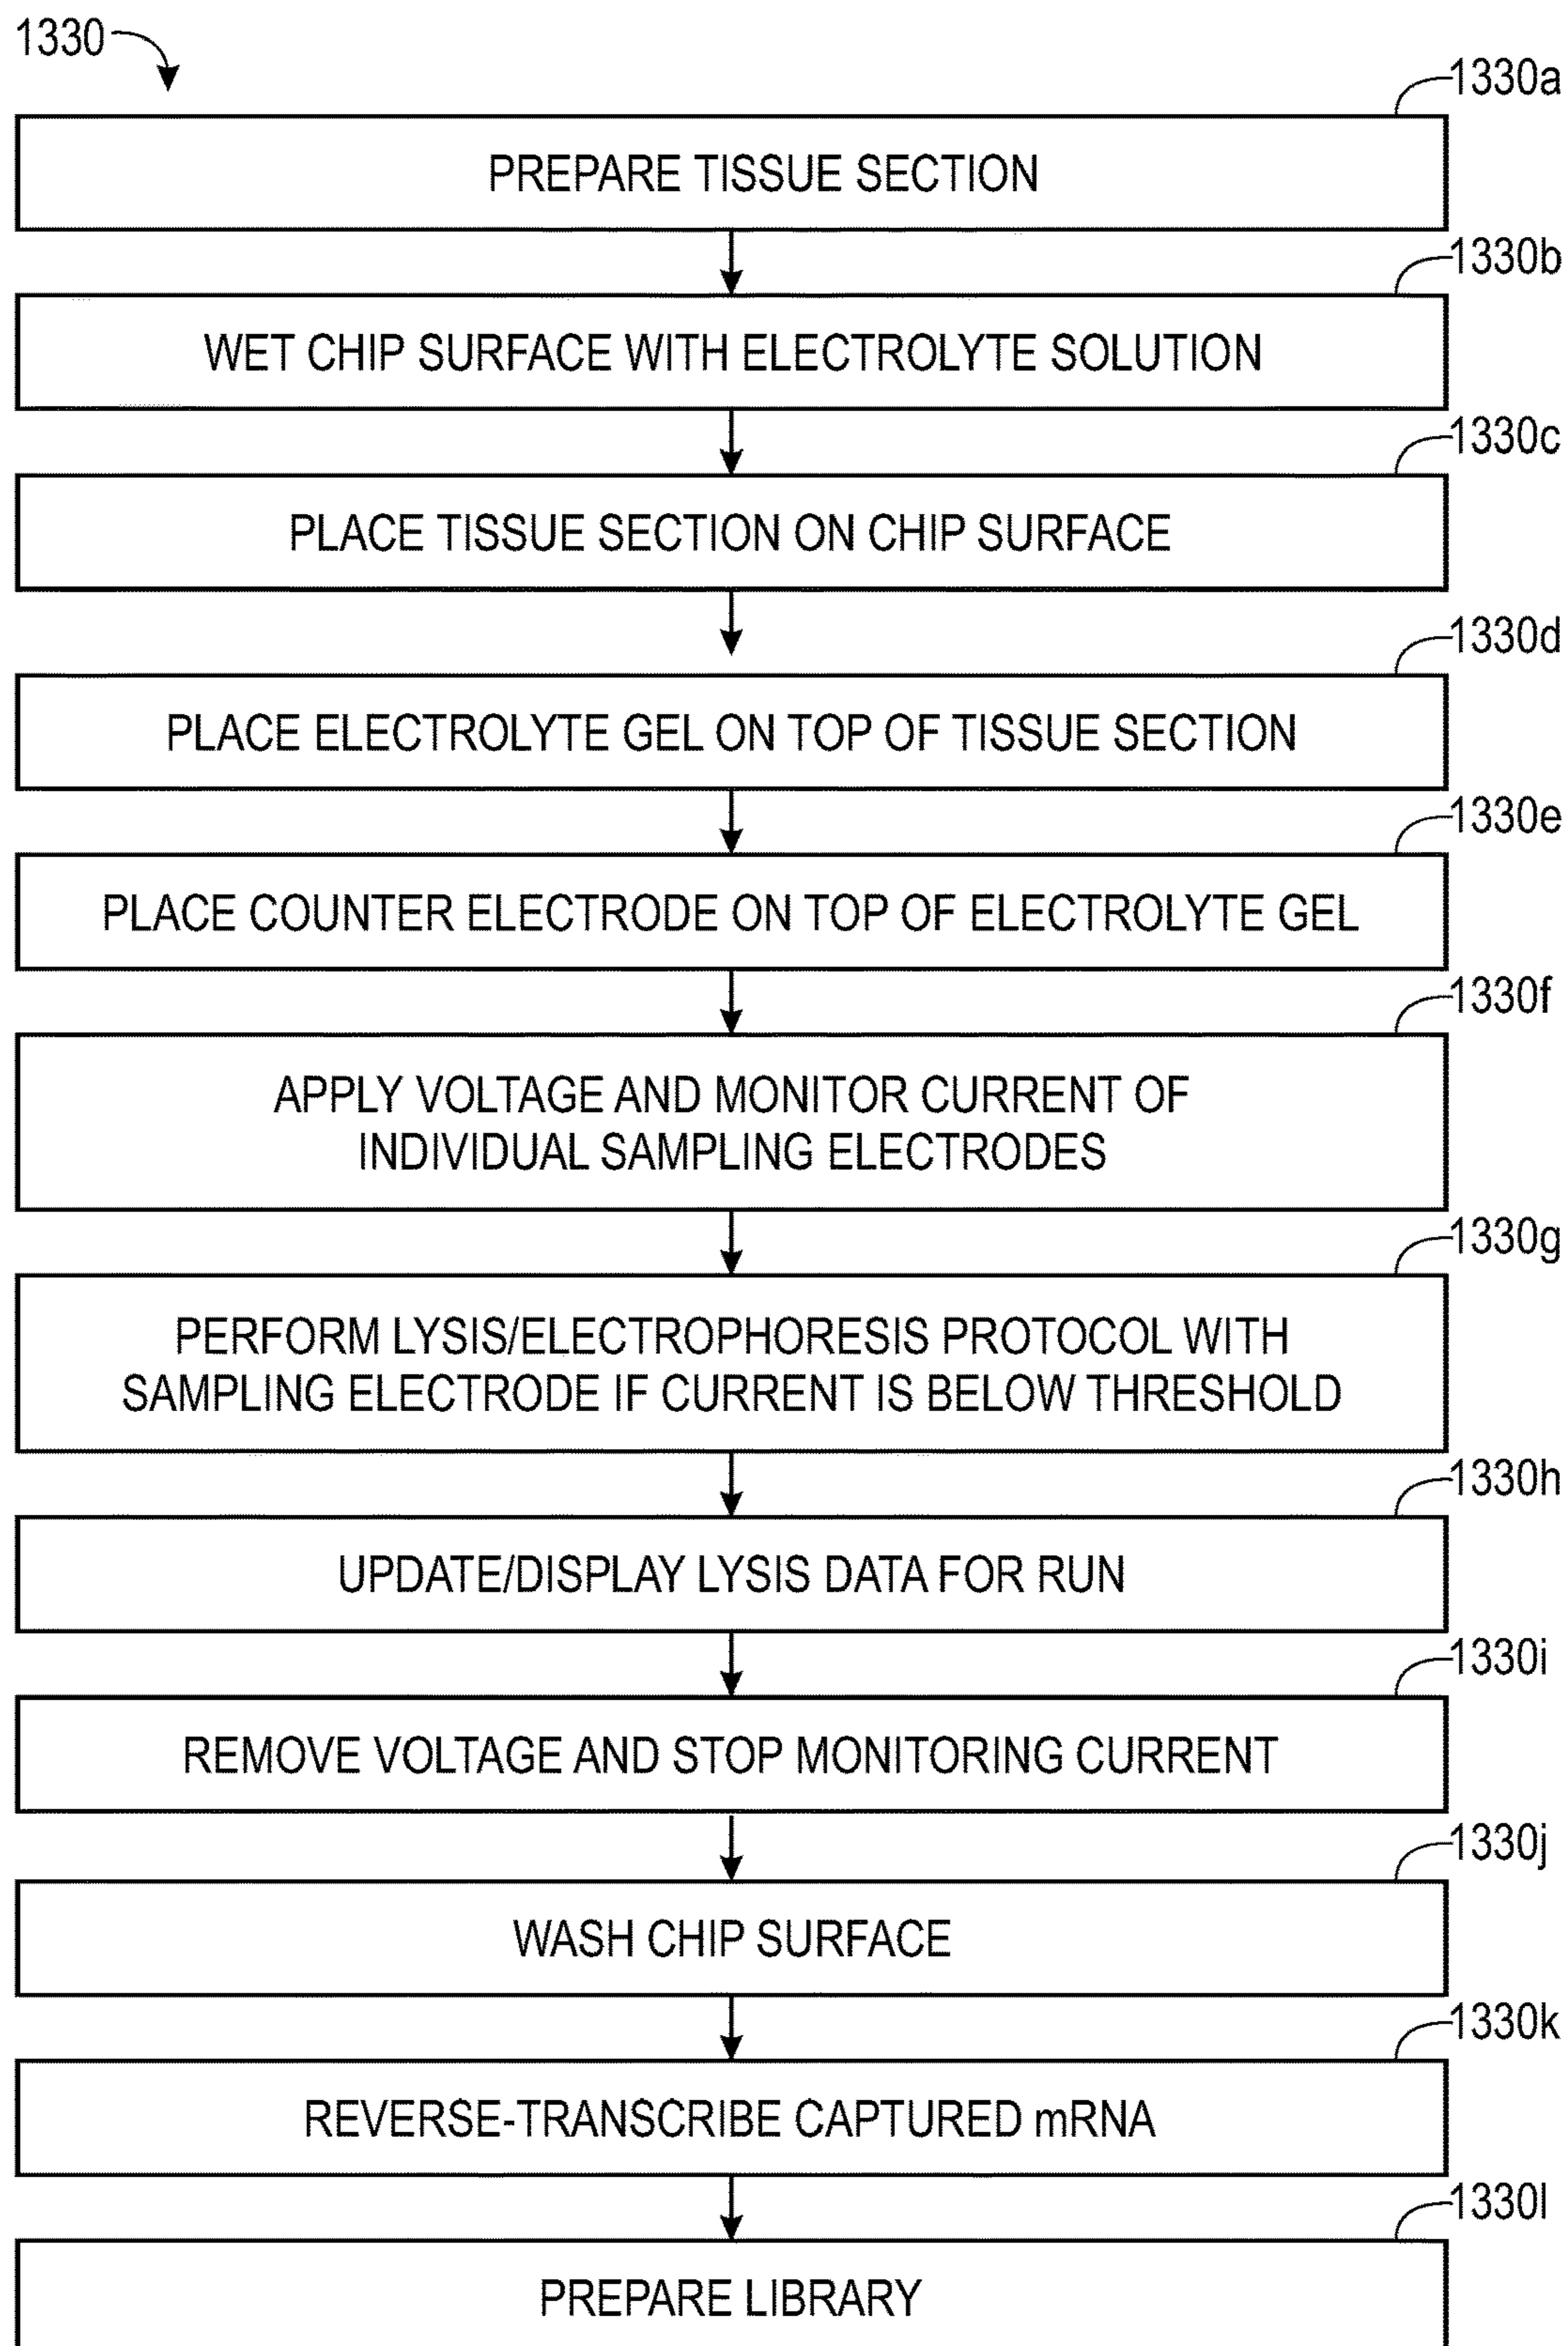 1330
1330a
PREPARE TISSUE SECTION
1330b
WET CHIP SURFACE WITH ELECTROLYTE SOLUTION
1330c
PLACE TISSUE SECTION ON CHIP SURFACE
1330d
PLACE ELECTROLYTE GEL ON TOP OF TISSUE SECTION
1330e
PLACE COUNTER ELECTRODE ON TOP OF ELECTROLYTE GEL
1330f
APPLY VOLTAGE AND MONITOR CURRENT OF
INDIVIDUAL SAMPLING ELECTRODES
1330g
PERFORM LYSIS/ELECTROPHORESIS PROTOCOL WITH
SAMPLING ELECTRODE IF CURRENT IS BELOW THRESHOLD
1330h
UPDATE/DISPLAY LYSIS DATA FOR RUN
1330i
REMOVE VOLTAGE AND STOP MONITORING CURRENT
1330j
WASH CHIP SURFACE
1330k
REVERSE-TRANSCRIBE CAPTURED mRNA
1330l
PREPARE LIBRARY